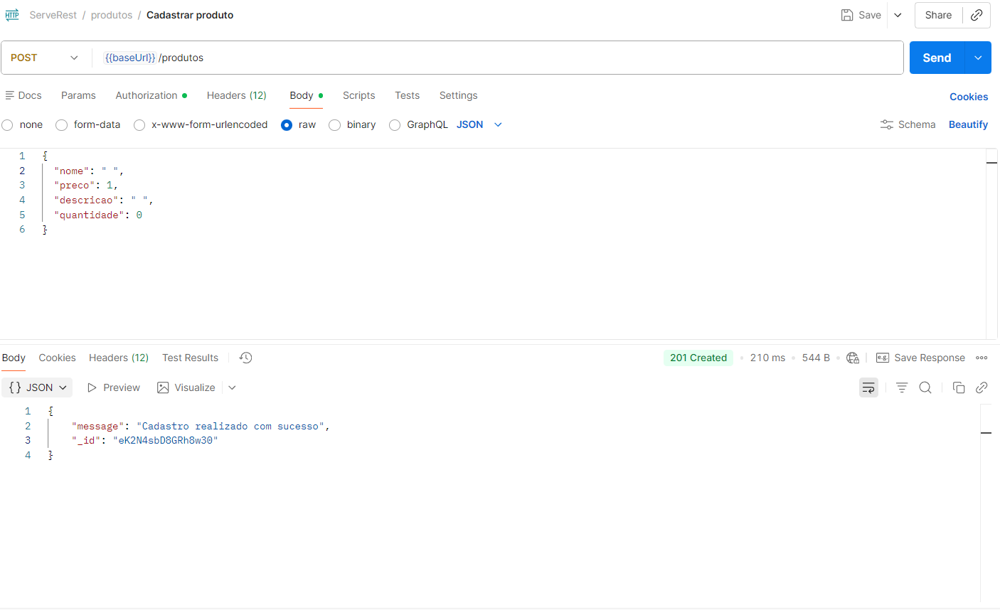 HTTP ServeRest / produtos / Cadastrar produto Save Share
POST {{baseUrl}} /produtos Send
Docs Params Authorization Headers (12) Body Scripts Tests Settings Cookies
none form-data x-www-form-urlencoded raw binary GraphQL JSON Schema Beautify
1 {
2 "nome": " ",
3 "preco": 1,
4 "descricao": " ",
5 "quantidade": 0
6 }
Body Cookies Headers (12) Test Results 201 Created • 210 ms • 544 B • e.g. Save Response
{} JSON Preview Visualize
1 {
2 "message": "Cadastro realizado com sucesso",
3 "_id": "eK2N4sbD8GRh8w30"
4 }